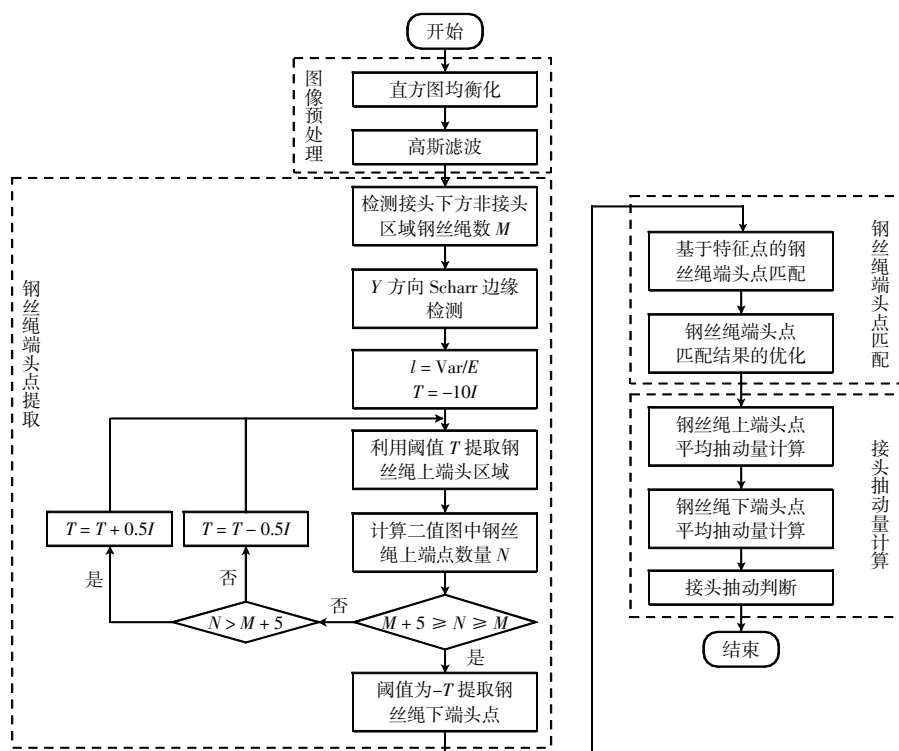 开始
图像预处理
直方图均衡化
高斯滤波
钢丝绳端头点提取
检测接头下方非接头
区域钢丝绳数 M
Y 方向 Scharr 边缘
检测
l = Var/E
T = -10I
利用阈值 T 提取钢
丝绳上端头区域
计算二值图中钢丝
绳上端点数量 N
M + 5 ≥ N ≥ M
否
是
N > M + 5
是
否
T = T + 0.5I
T = T - 0.5I
阈值为-T 提取钢
丝绳下端头点
钢丝绳端头点匹配
基于特征点的钢
丝绳端头点匹配
钢丝绳端头点
匹配结果的优化
接头抽动量计算
钢丝绳上端头点
平均抽动量计算
钢丝绳下端头点
平均抽动量计算
接头抽动判断
结束